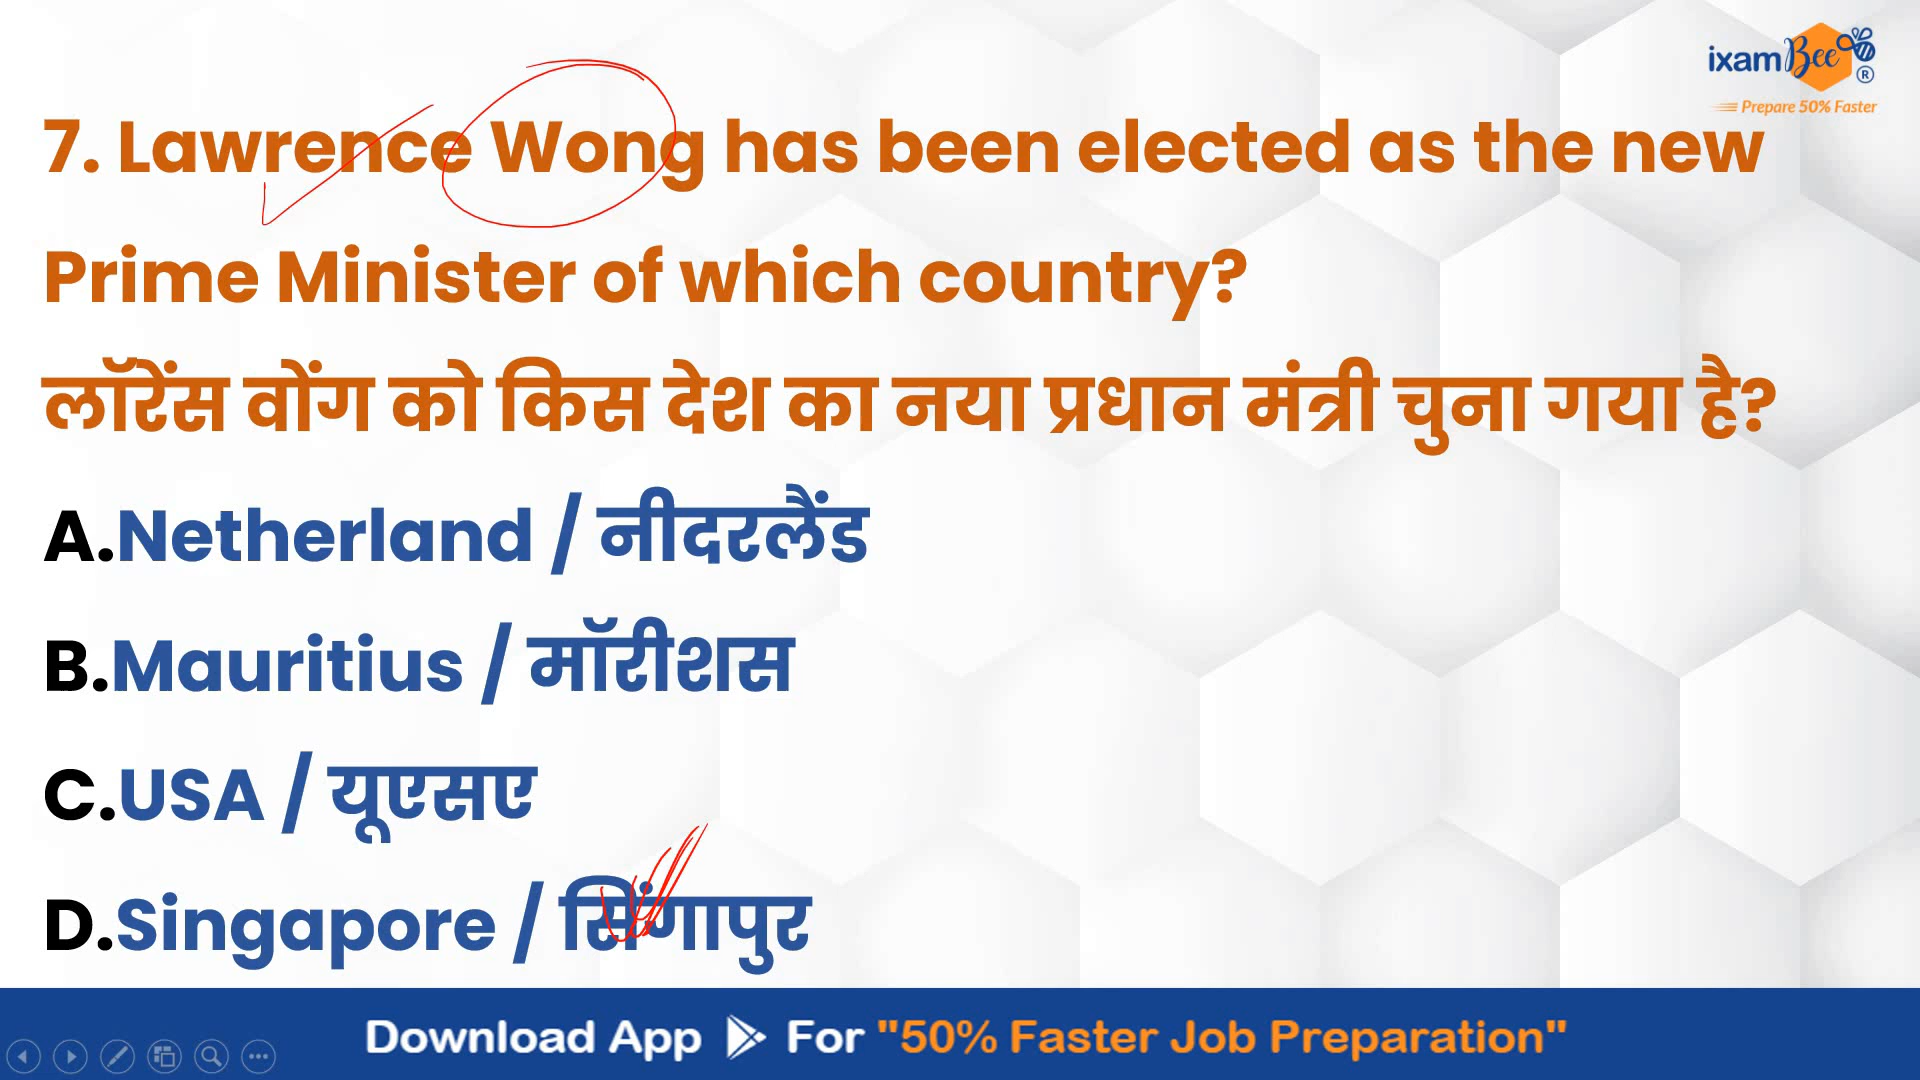 ixamBee®
Prepare 50% Faster
7. Lawrence Wong has been elected as the new
Prime Minister of which country?
लॉरेंस वोंग को किस देश का नया प्रधान मंत्री चुना गया है?
A.Netherland / नीदरलैंड
B.Mauritius / मॉरीशस
C.USA / यूएसए
D.Singapore / सिंगापुर
Download App For "50% Faster Job Preparation"